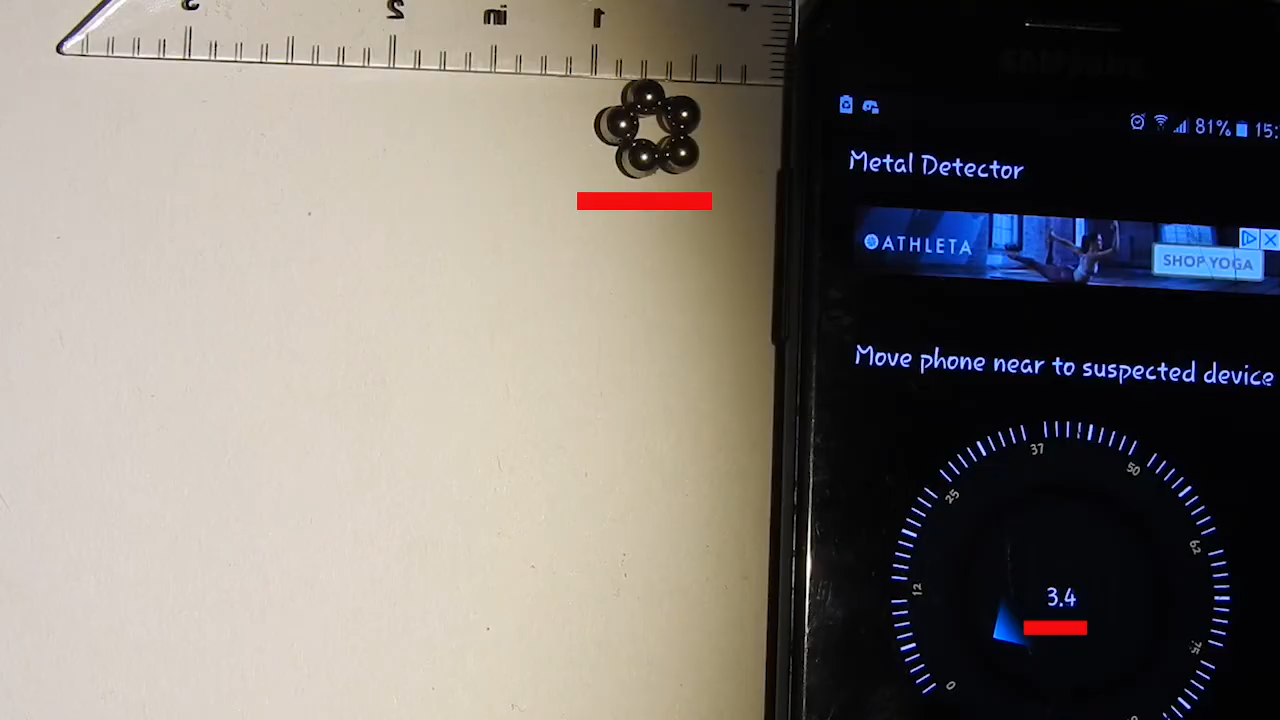 2 in 1
81% 15:
Metal Detector
ATHLETA
SHOP YOGA
Move phone near to suspected device
37
50
25
62
12
3.4
75
0